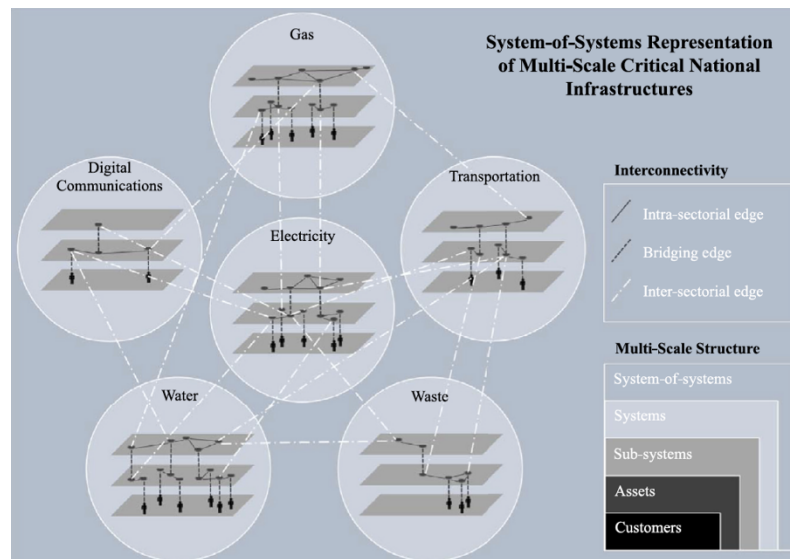 Gas
System-of-Systems Representation
of Multi-Scale Critical National
Infrastructures
Digital
Communications
Transportation
Electricity
Water
Waste
Interconnectivity
Intra-sectorial edge
Bridging edge
Inter-sectorial edge
Multi-Scale Structure
System-of-systems
Systems
Sub-systems
Assets
Customers